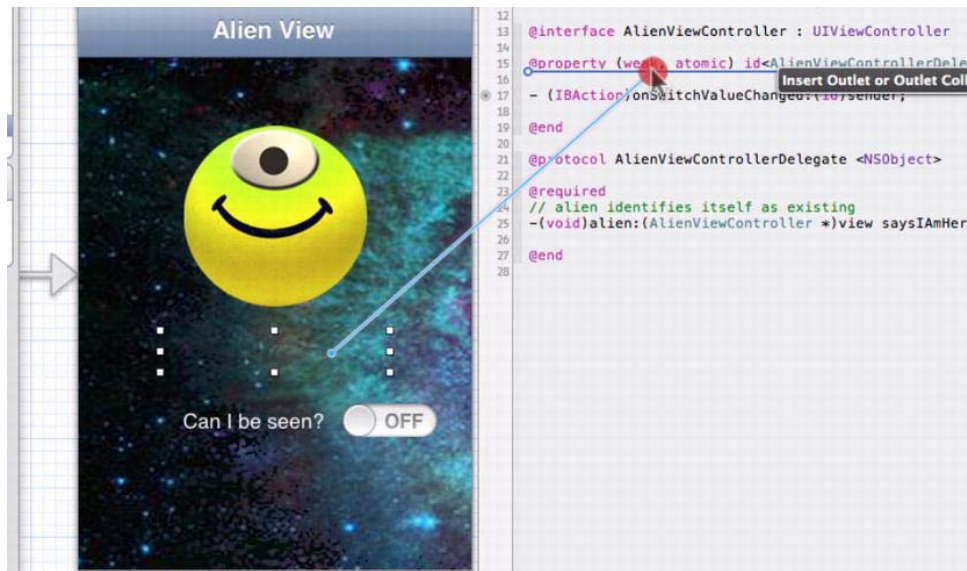 Alien View
Can I be seen?
OFF
12
13 @interface AlienViewController : UIViewController
14
15 @property (weak, atomic) id<AlienViewControllerDele
Insert Outlet or Outlet Coll
16
17 - (IBAction)onSwitchValueChanged:(id)sender;
18
19 @end
20
21 @protocol AlienViewControllerDelegate <NSObject>
22
23 @required
24 // alien identifies itself as existing
25 -(void)alien:(AlienViewController *)view saysIAmHer
26
27 @end
28